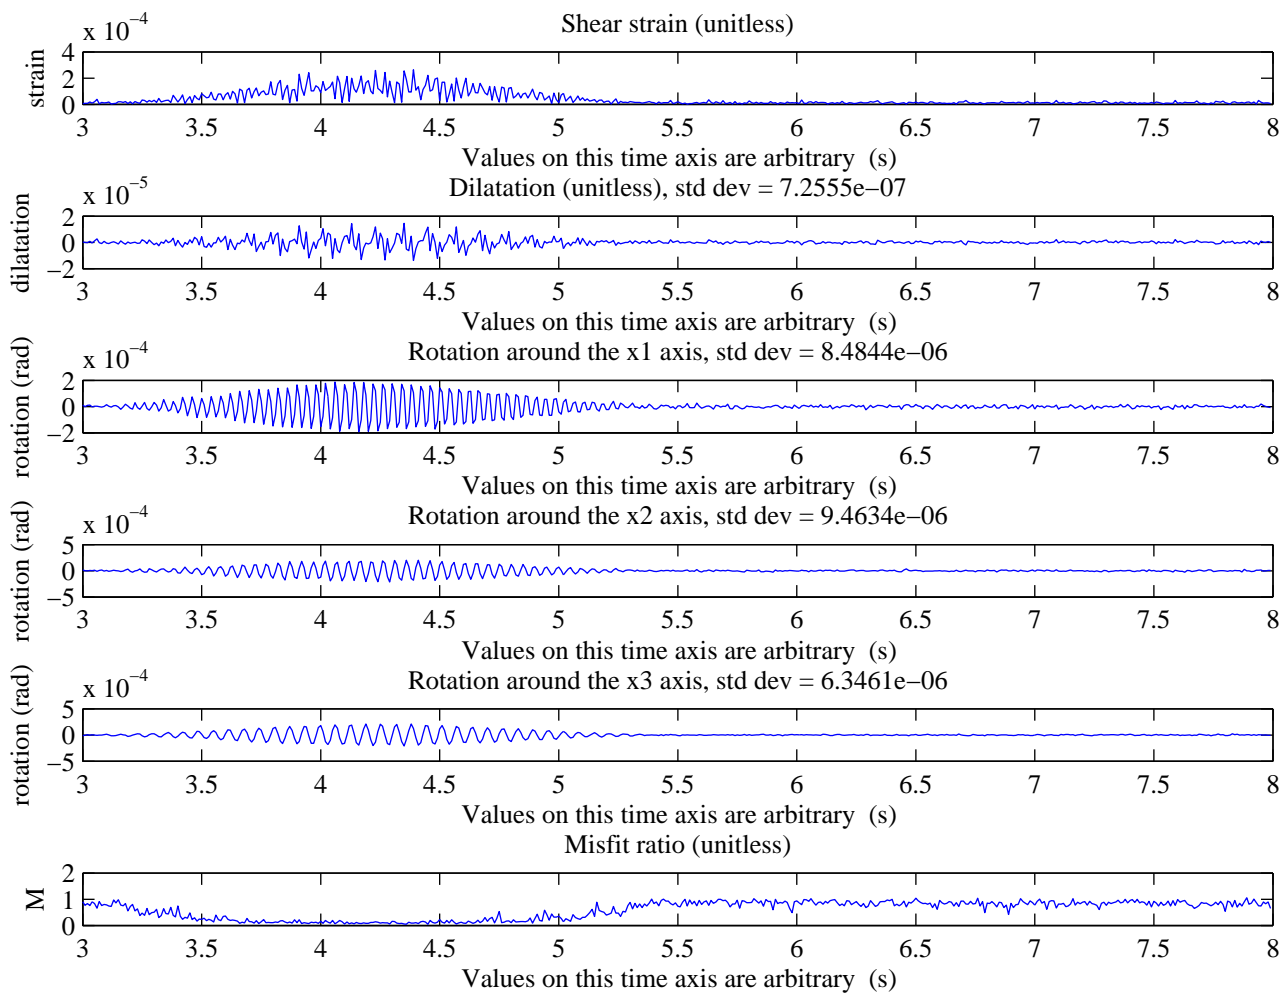 x 10−4
Shear strain (unitless)
strain
4
2
0
3 3.5 4 4.5 5 5.5 6 6.5 7 7.5 8
Values on this time axis are arbitrary (s)
x 10−5
Dilatation (unitless), std dev = 7.2555e−07
dilatation
2
0
−2
3 3.5 4 4.5 5 5.5 6 6.5 7 7.5 8
Values on this time axis are arbitrary (s)
x 10−4
Rotation around the x1 axis, std dev = 8.4844e−06
rotation (rad)
2
0
−2
3 3.5 4 4.5 5 5.5 6 6.5 7 7.5 8
Values on this time axis are arbitrary (s)
x 10−4
Rotation around the x2 axis, std dev = 9.4634e−06
rotation (rad)
5
0
−5
3 3.5 4 4.5 5 5.5 6 6.5 7 7.5 8
Values on this time axis are arbitrary (s)
x 10−4
Rotation around the x3 axis, std dev = 6.3461e−06
rotation (rad)
5
0
−5
3 3.5 4 4.5 5 5.5 6 6.5 7 7.5 8
Values on this time axis are arbitrary (s)
Misfit ratio (unitless)
M
2
1
0
3 3.5 4 4.5 5 5.5 6 6.5 7 7.5 8
Values on this time axis are arbitrary (s)